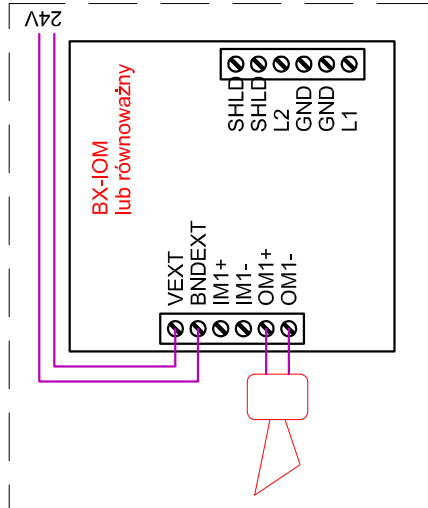 24V
BX-IOM
lub równoważny
SHLD
SHLD
L2
GND
GND
L1
VEXT
BNDEXT
IM1+
IM1-
OM1+
OM1-